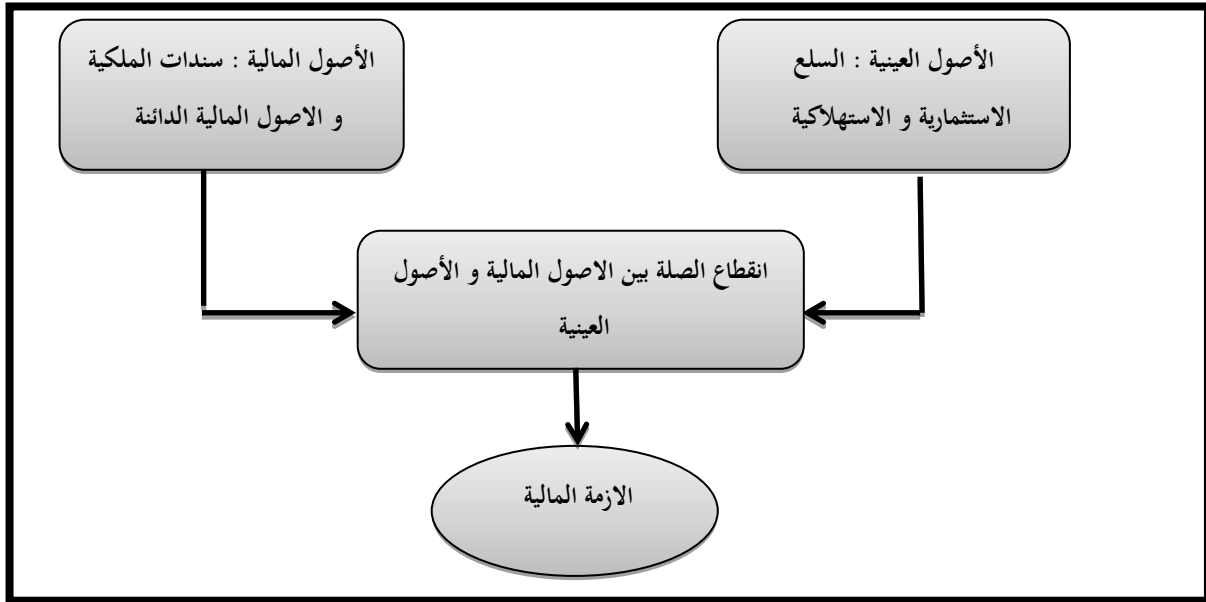 الأصول العينية : السلع
الاستثمارية و الاستهلاكية
الأصول المالية : سندات الملكية
و الاصول المالية الدائنة
انقطاع الصلة بين الاصول المالية و الأصول
العينية
الازمة المالية